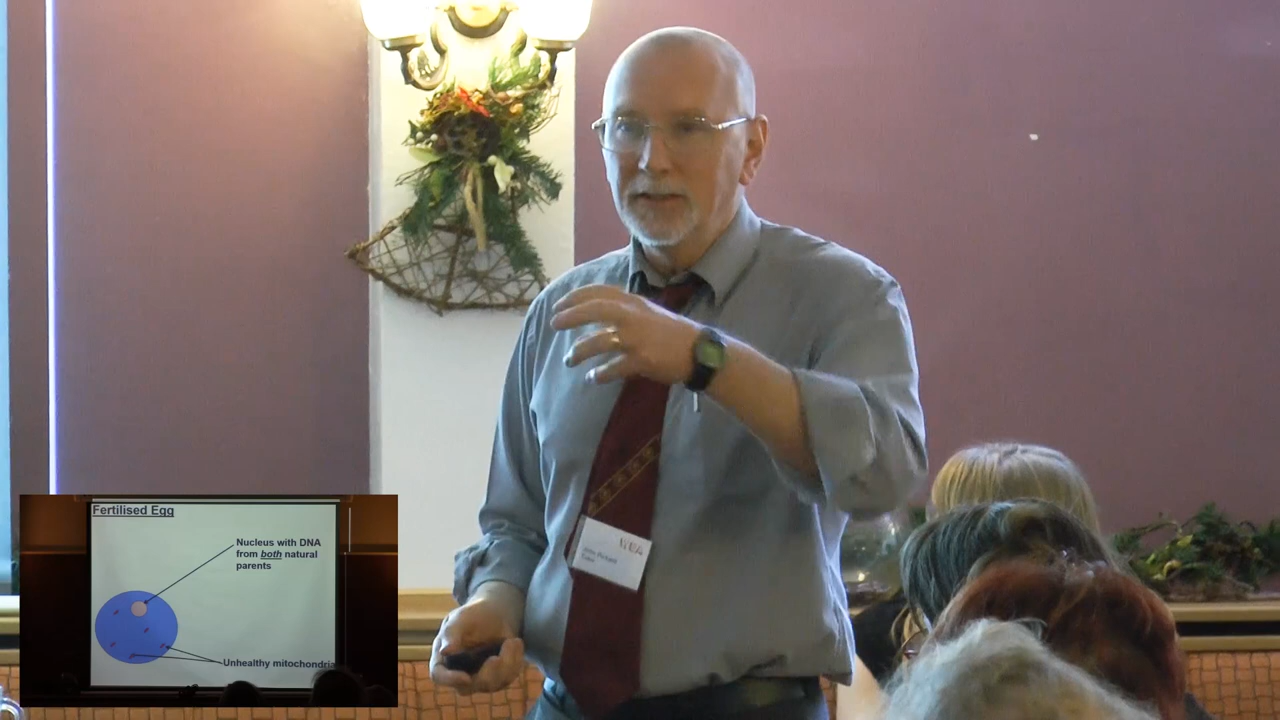 Fertilised Egg
Nucleus with DNA
from both natural
parents
Unhealthy mitochondria